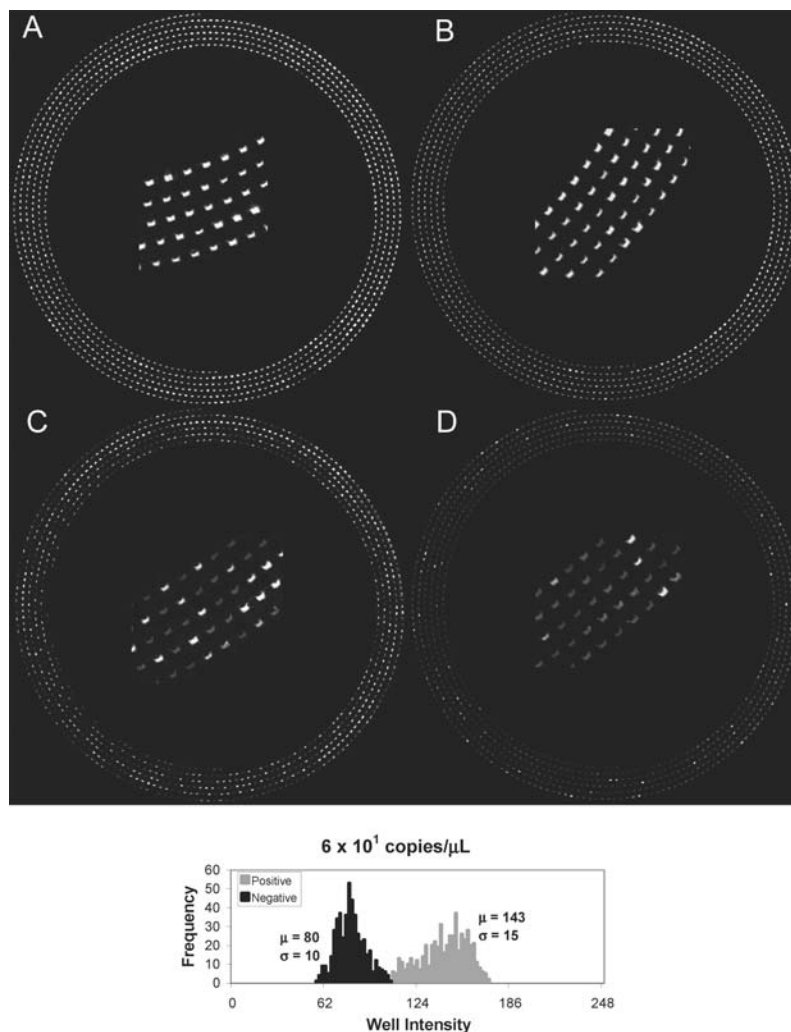 A
B
C
D
6 x 10¹ copies/μL
Frequency
60
50
40
30
20
10
0
Positive
Negative
μ = 80
σ = 10
μ = 143
σ = 15
0 62 124 186 248
Well Intensity